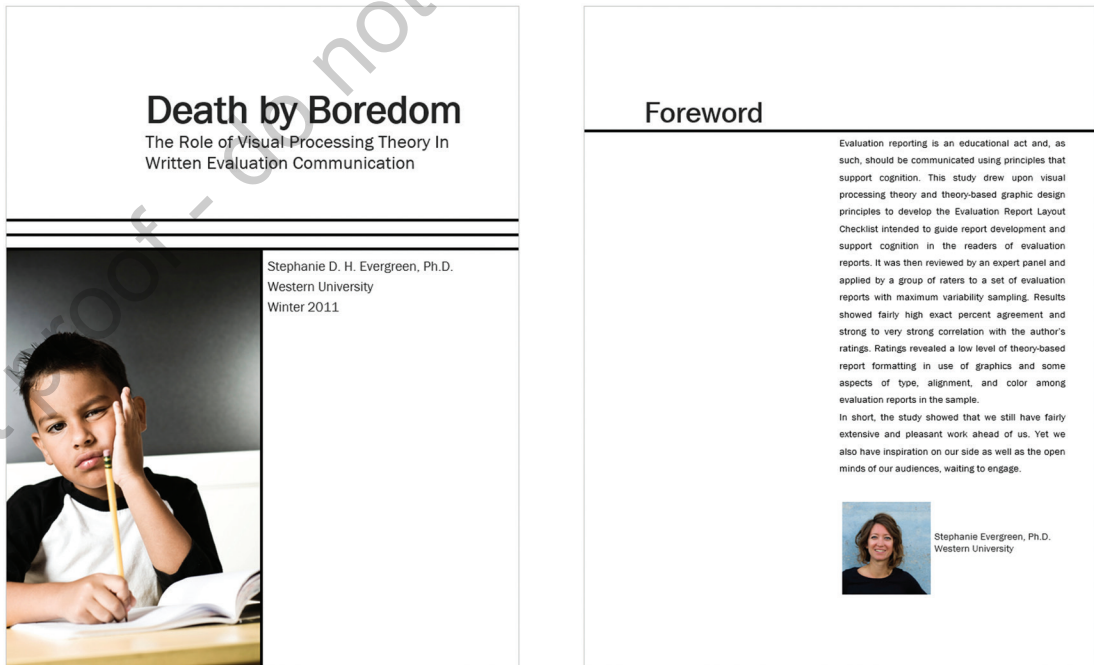 Death by Boredom
The Role of Visual Processing Theory In
Written Evaluation Communication
Stephanie D. H. Evergreen, Ph.D.
Western University
Winter 2011
Foreword
Evaluation reporting is an educational act and, as
such, should be communicated using principles that
support cognition. This study drew upon visual
processing theory and theory-based graphic design
principles to develop the Evaluation Report Layout
Checklist intended to guide report development and
support cognition in the readers of evaluation
reports. It was then reviewed by an expert panel and
applied by a group of raters to a set of evaluation
reports with maximum variability sampling. Results
showed fairly high exact percent agreement and
strong to very strong correlation with the author's
ratings. Ratings revealed a low level of theory-based
report formatting in use of graphics and some
aspects of type, alignment, and color among
evaluation reports in the sample.
In short, the study showed that we still have fairly
extensive and pleasant work ahead of us. Yet we
also have inspiration on our side as well as the open
minds of our audiences, waiting to engage.
Stephanie Evergreen, Ph.D.
Western University
proof - do not